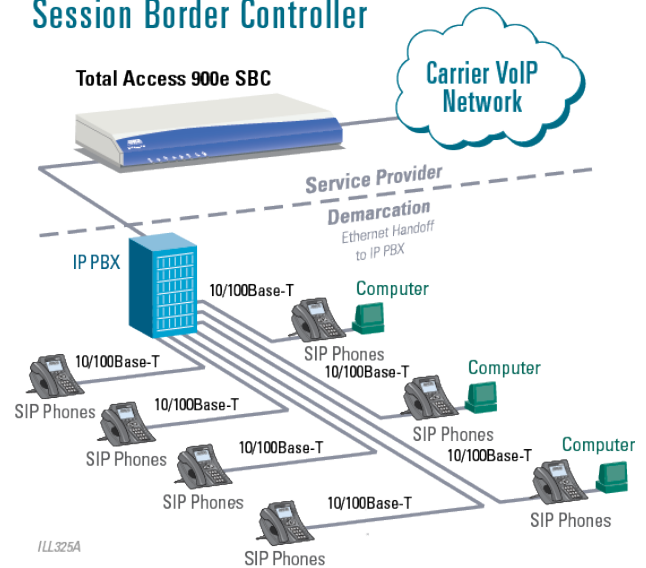 Session Border Controller
Total Access 900e SBC
Carrier VoIP
Network
Service Provider
Demarcation
Ethernet Handoff
to IP PBX
IP PBX
10/100Base-T
Computer
SIP Phones
10/100Base-T
10/100Base-T
Computer
SIP Phones
10/100Base-T
SIP Phones
10/100Base-T
Computer
SIP Phones
10/100Base-T
SIP Phones
SIP Phones
10/100Base-T
SIP Phones
ILL325A
SIP Phones